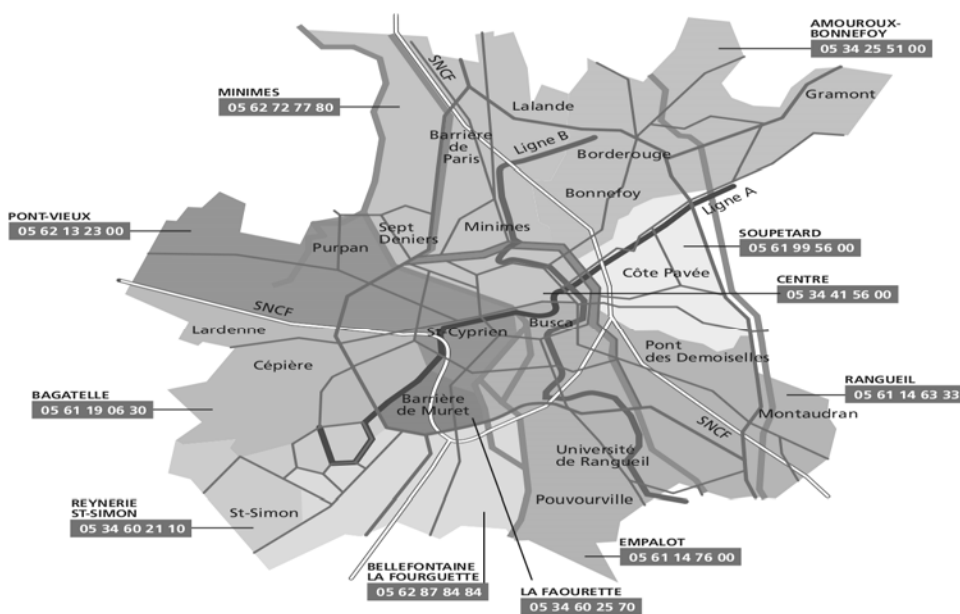 AMOUROUX-
BONNEFOY
05 34 25 51 00
MINIMES
05 62 72 77 80
SNCF
Lalande
Gramont
Barrière
de
Paris
Ligne B
Borderouge
Bonnefoy
Ligne A
PONT-VIEUX
05 62 13 23 00
Purpan
Sept
Deniers
Minimes
SOUPETARD
05 61 99 56 00
Côte Pavée
CENTRE
05 34 41 56 00
SNCF
Lardenne
St-Cyprien
Busca
Pont
des Demoiselles
Cépière
RANGUEIL
05 61 14 63 33
BAGATELLE
05 61 19 06 30
Barrière
de Muret
Montaudran
SNCF
Université
de Rangueil
REYNERIE
ST-SIMON
05 34 60 21 10
St-Simon
Pouvourville
EMPALOT
05 61 14 76 00
BELLEFONTAINE
LA FOURGUETTE
05 62 87 84 84
LA FAOURETTE
05 34 60 25 70